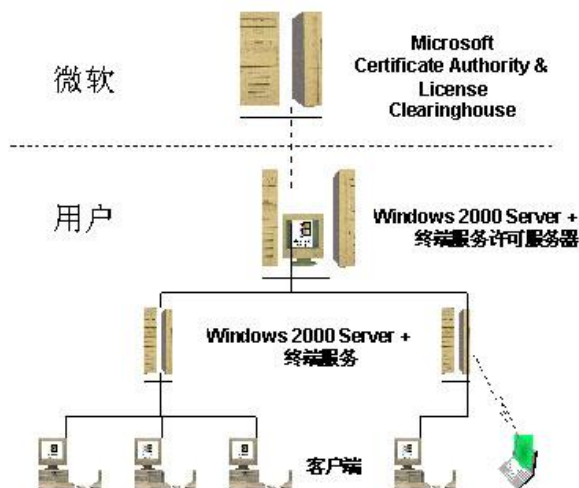 微软
Microsoft
Certificate Authority &
License
Clearinghouse
用户
Windows 2000 Server +
终端服务许可服务器
Windows 2000 Server +
终端服务
客户端